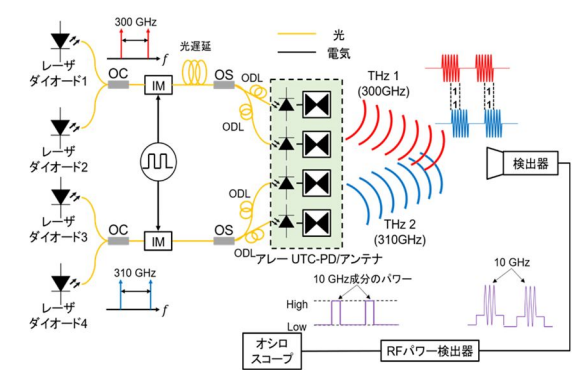 300 GHz
f
光遅延
光
電気
レーザ
ダイオード1
OC
IM
OS
ODL
ODL
THz 1
(300GHz)
1
1
1
1
検出器
レーザ
ダイオード2
レーザ
ダイオード3
OC
IM
OS
ODL
ODL
THz 2
(310GHz)
アレー UTC-PD/アンテナ
310 GHz
f
レーザ
ダイオード4
10 GHz成分のパワー
High
Low
10 GHz
オシロ
スコープ
RFパワー検出器